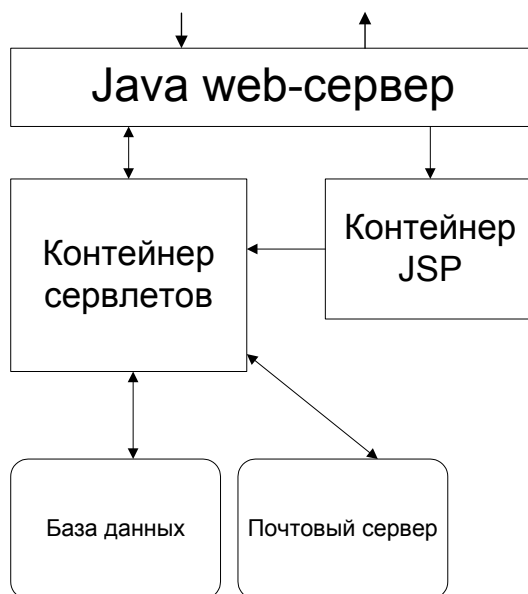 Java web-сервер
Контейнер
сервлетов
Контейнер
JSP
База данных
Почтовый сервер